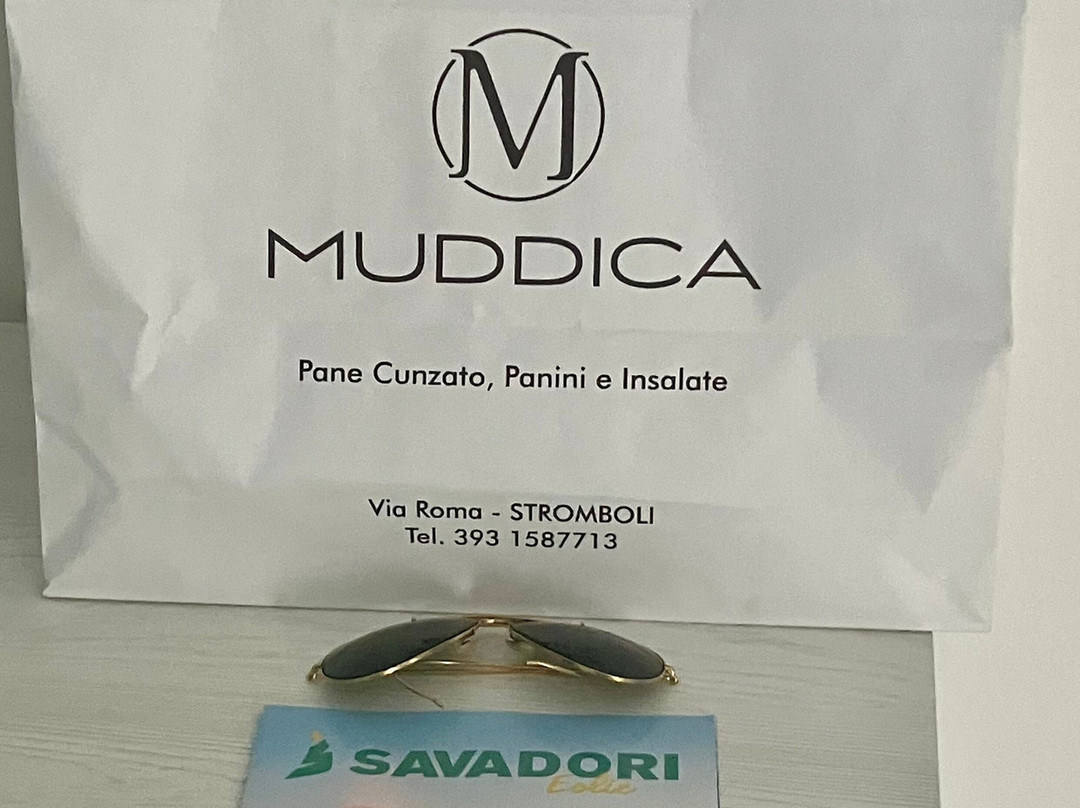 M
MUDDICA
Pane Cunzato, Panini e Insalate
Via Roma - STROMBOLI
Tel. 393 1587713
SAVADORI
Eolie